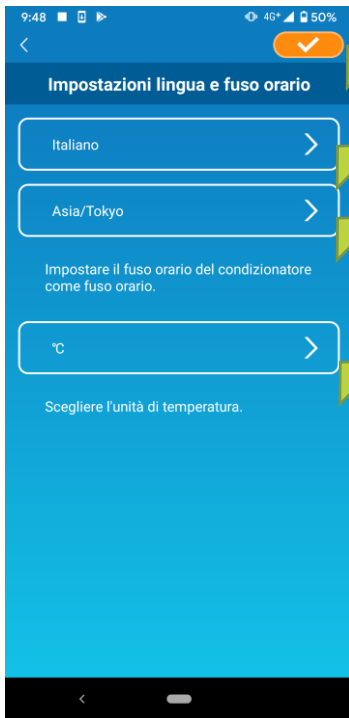 9:48 4G+ 50%
Impostazioni lingua e fuso orario
Italiano
Asia/Tokyo
Impostare il fuso orario del condizionatore
come fuso orario.
°C
Scegliere l'unità di temperatura.